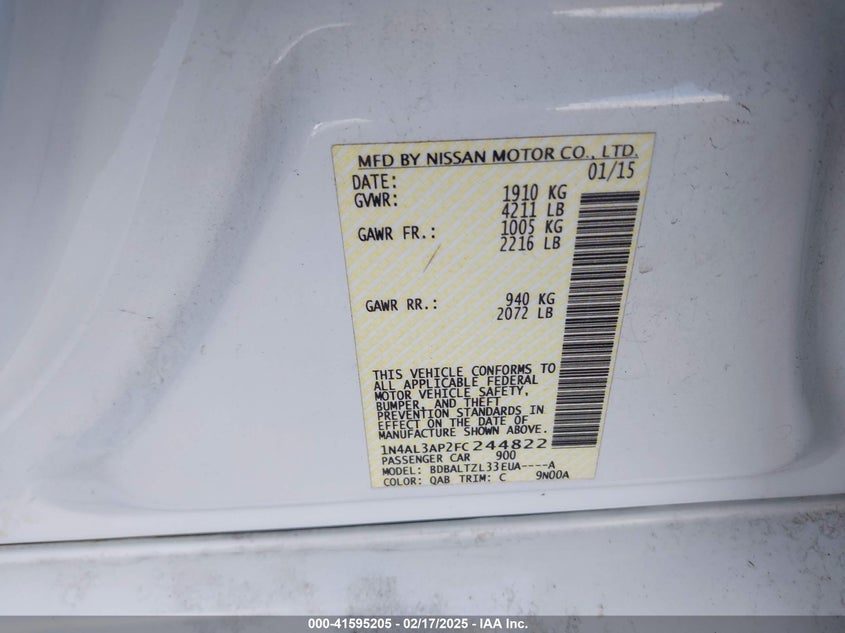 MFD BY NISSAN MOTOR CO., LTD.
DATE: 01/15
GVWR: 1910 KG
4211 LB
GAWR FR.: 1005 KG
2216 LB
GAWR RR.: 940 KG
2072 LB
THIS VEHICLE CONFORMS TO
ALL APPLICABLE FEDERAL
MOTOR VEHICLE SAFETY,
BUMPER, AND THEFT
PREVENTION STANDARDS IN
EFFECT ON THE DATE OF
MANUFACTURE SHOWN ABOVE.
1N4AL3AP2FC244822
PASSENGER CAR 900
MODEL: BDBALTZL33EUA----A
COLOR: QAB TRIM: C 9N00A
000-41595205 - 02/17/2025 - IAA Inc.